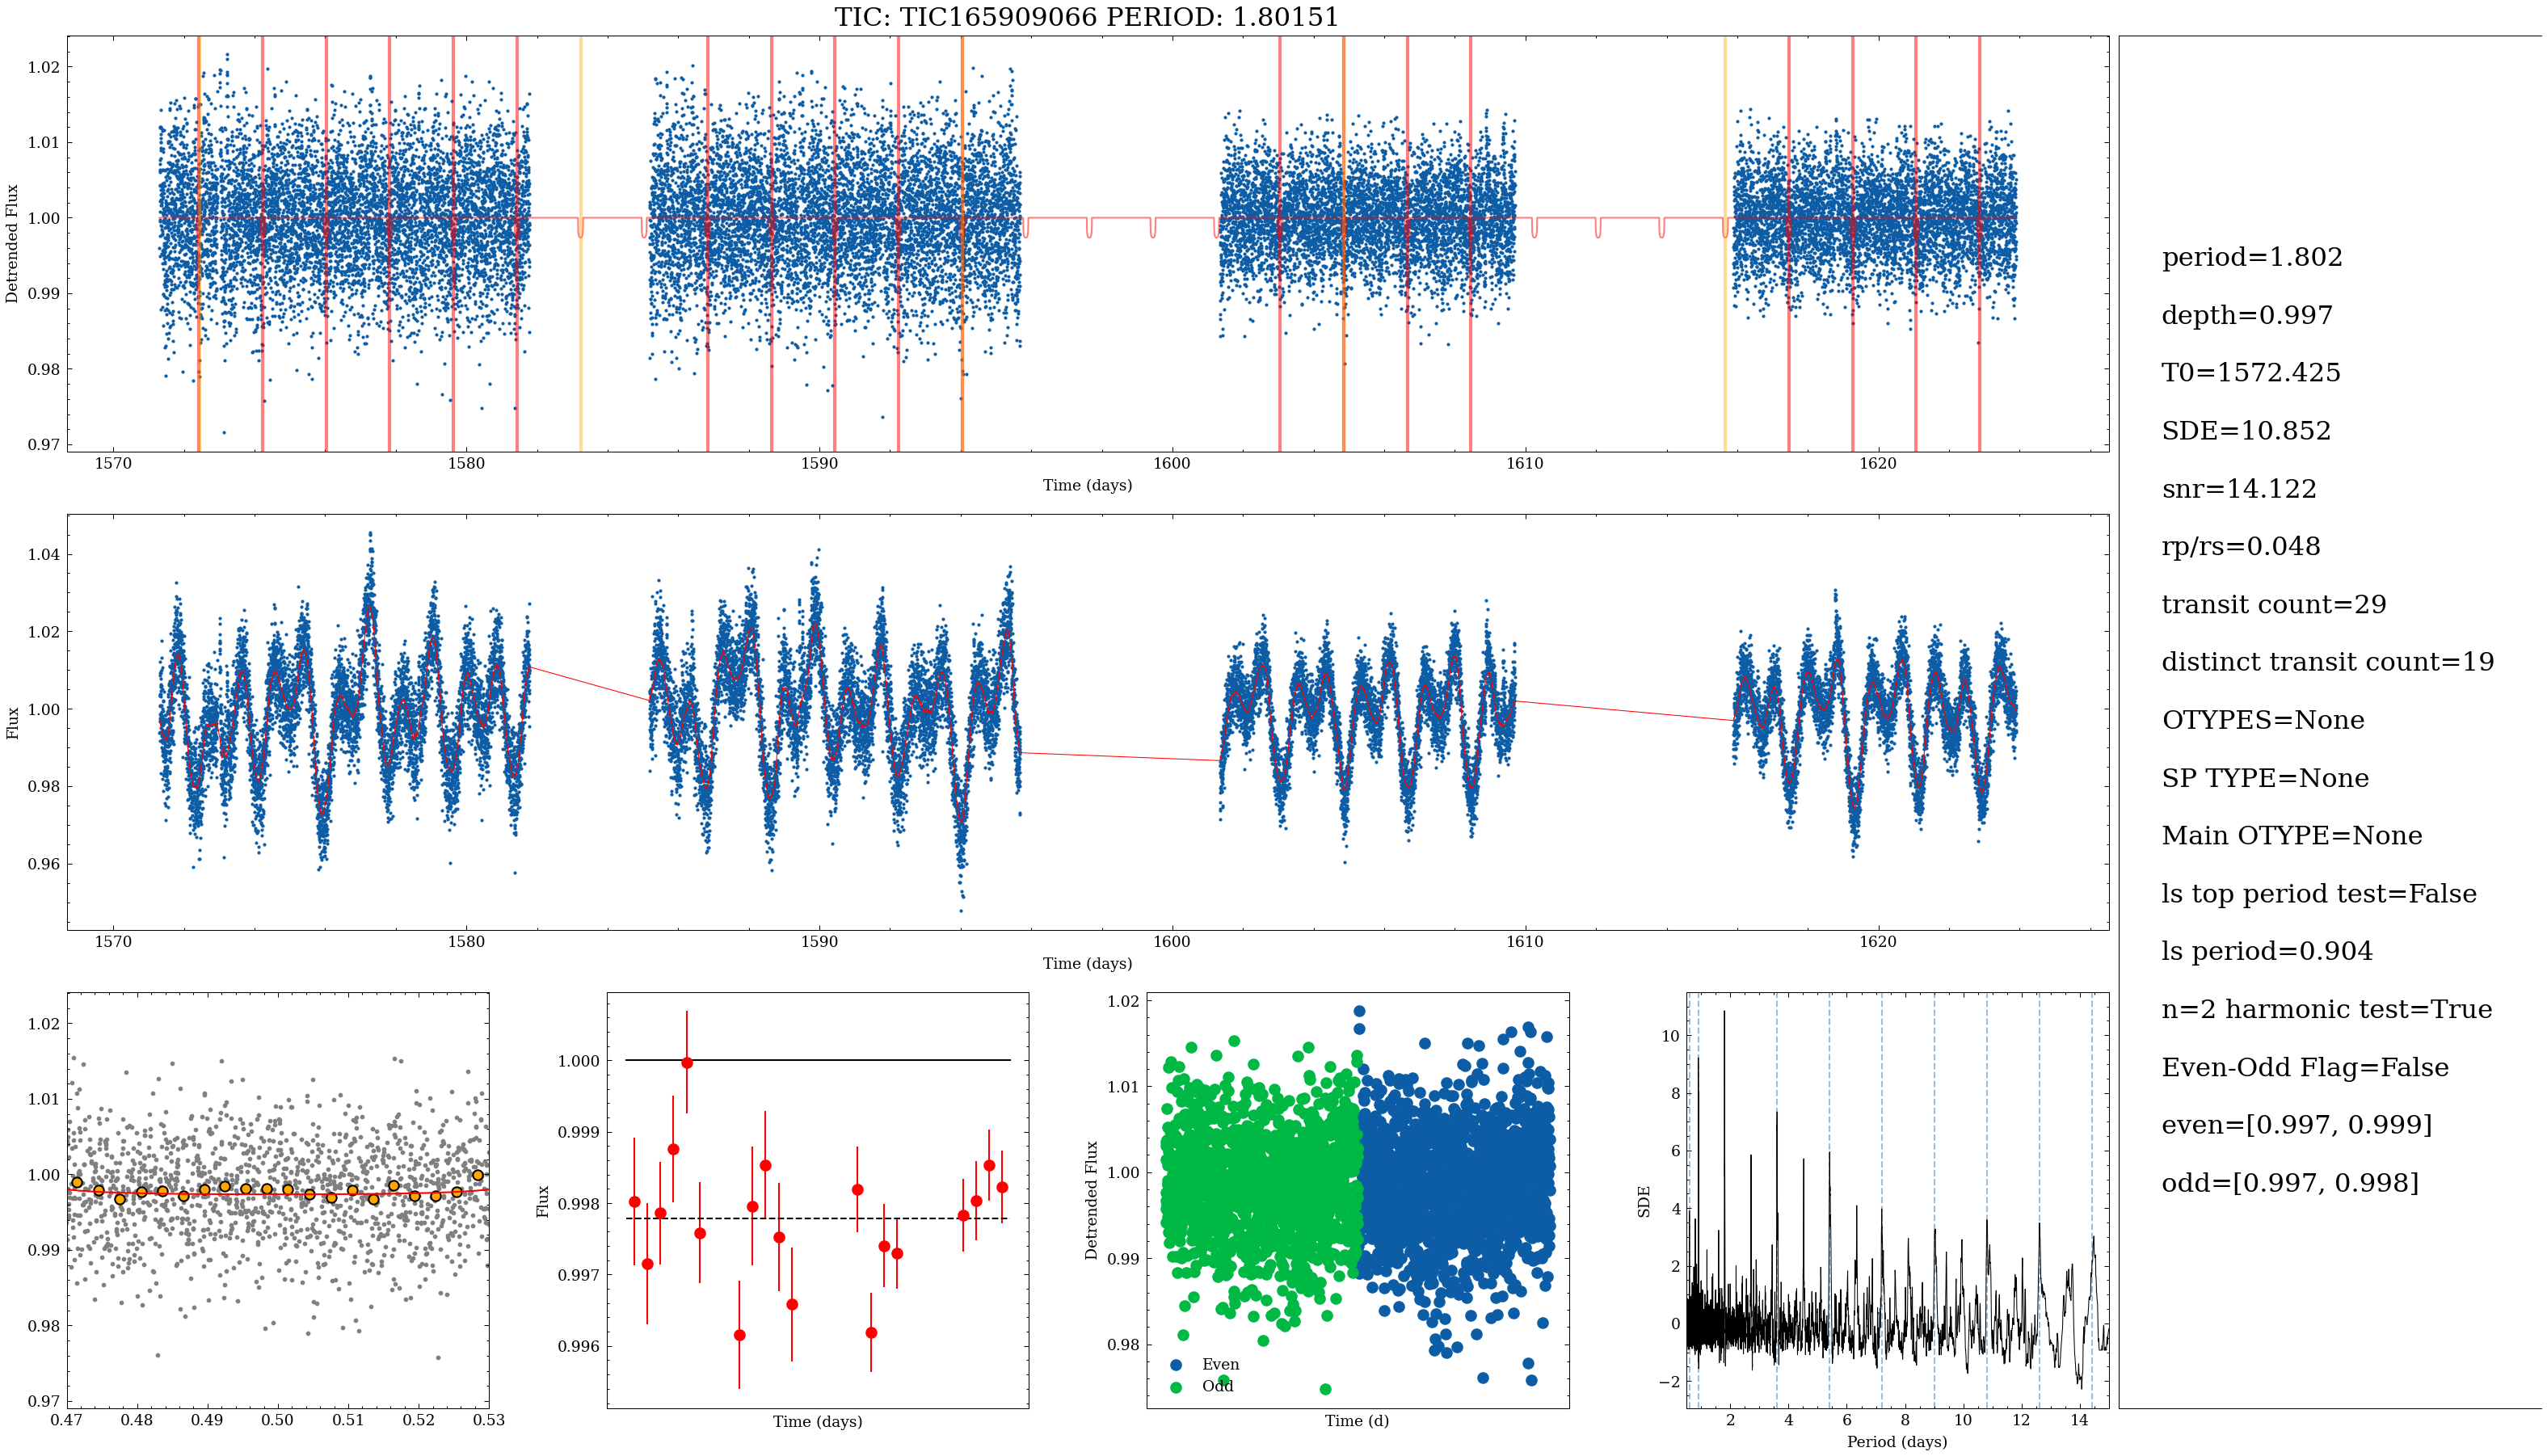 TIC: TIC165909066 PERIOD: 1.80151
Detrended Flux
1.02
1.01
1.00
0.99
0.98
0.97
1570 1580 1590 1600 1610 1620
Time (days)
Flux
1.04
1.02
1.00
0.98
0.96
1570 1580 1590 1600 1610 1620
Time (days)
1.02
1.01
1.00
0.99
0.98
0.97
0.47 0.48 0.49 0.50 0.51 0.52 0.53
Flux
1.000
0.999
0.998
0.997
0.996
Time (days)
Detrended Flux
1.02
1.01
1.00
0.99
0.98
Even
Odd
Time (d)
SDE
10
8
6
4
2
0
−2
2 4 6 8 10 12 14
Period (days)
period=1.802
depth=0.997
T0=1572.425
SDE=10.852
snr=14.122
rp/rs=0.048
transit count=29
distinct transit count=19
OTYPES=None
SP TYPE=None
Main OTYPE=None
ls top period test=False
ls period=0.904
n=2 harmonic test=True
Even-Odd Flag=False
even=[0.997, 0.999]
odd=[0.997, 0.998]